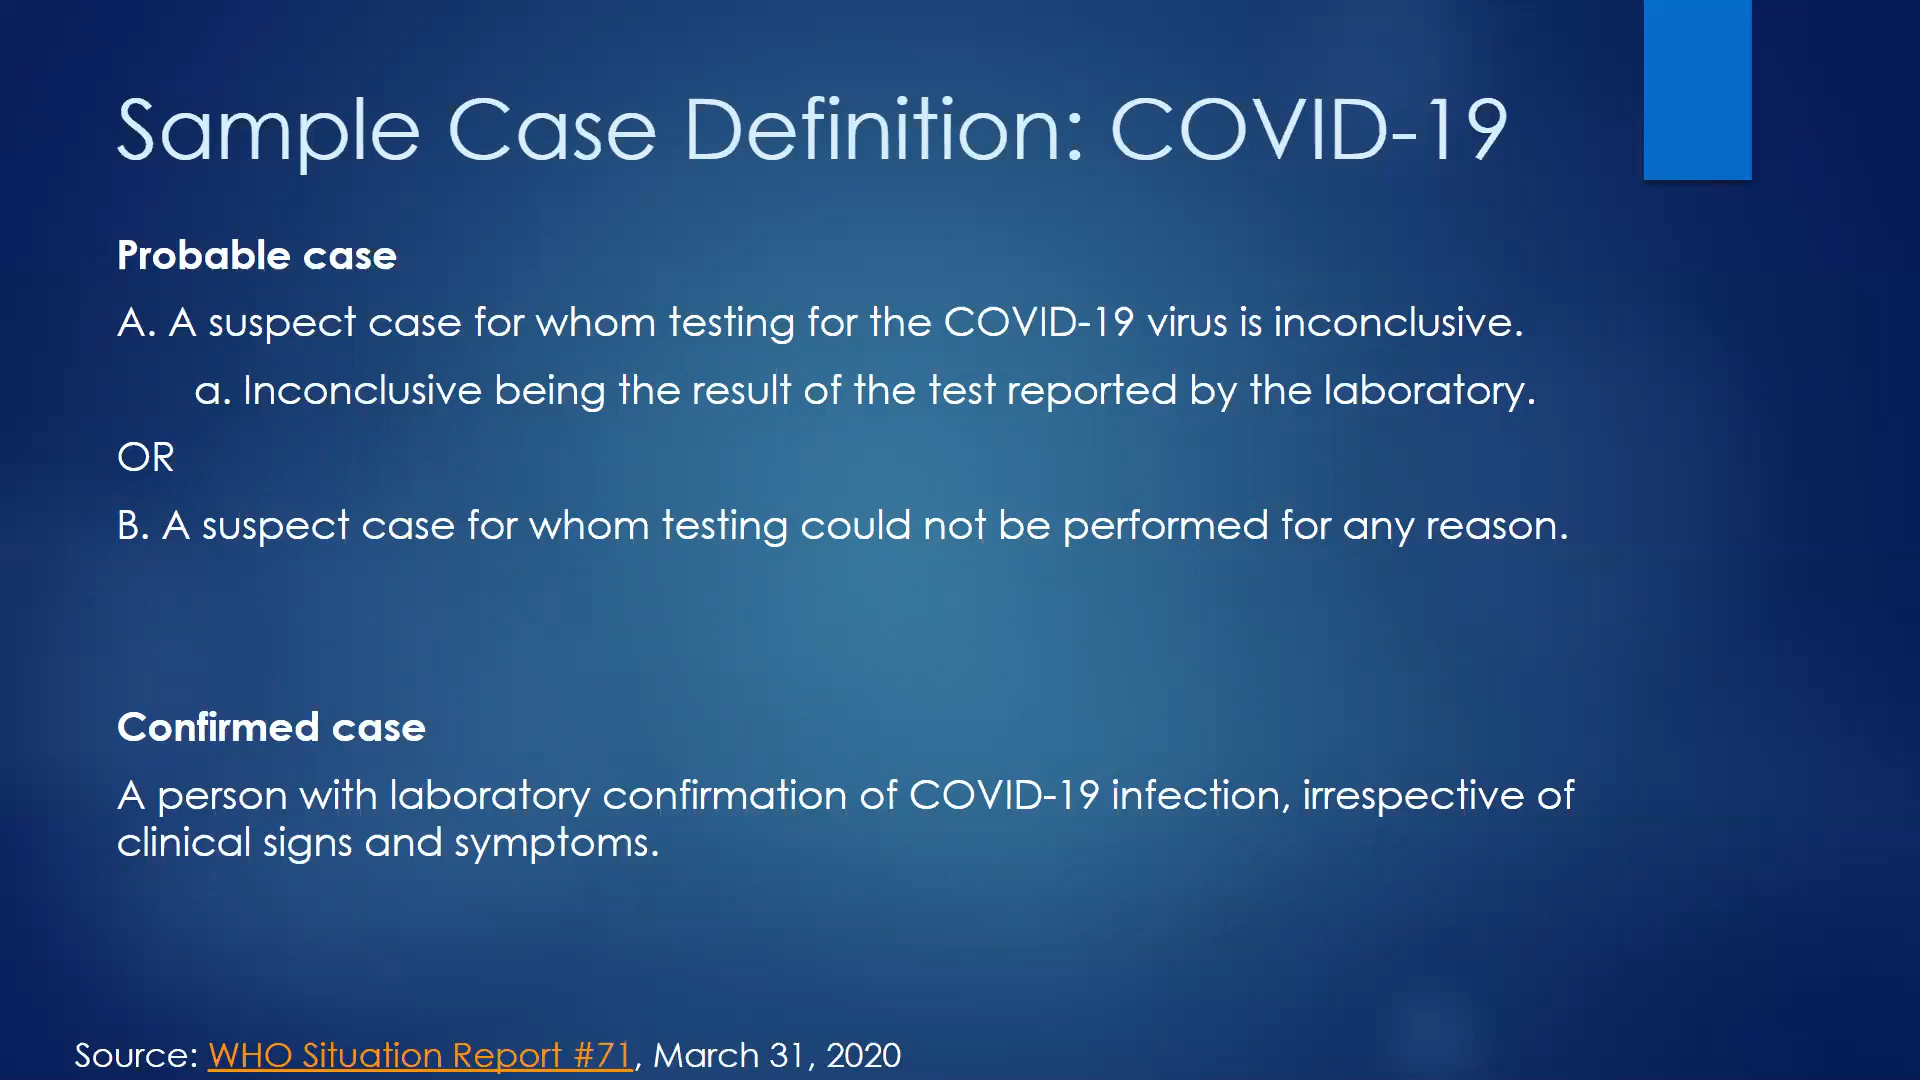 Sample Case Definition: COVID-19
Probable case
A. A suspect case for whom testing for the COVID-19 virus is inconclusive.
a. Inconclusive being the result of the test reported by the laboratory.
OR
B. A suspect case for whom testing could not be performed for any reason.
Confirmed case
A person with laboratory confirmation of COVID-19 infection, irrespective of
clinical signs and symptoms.
Source: WHO Situation Report #71, March 31, 2020